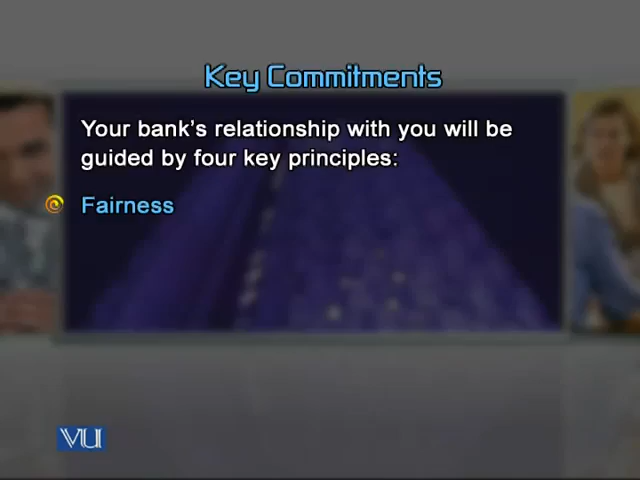 Key Commitments
Your bank's relationship with you will be
guided by four key principles:
Fairness
VU